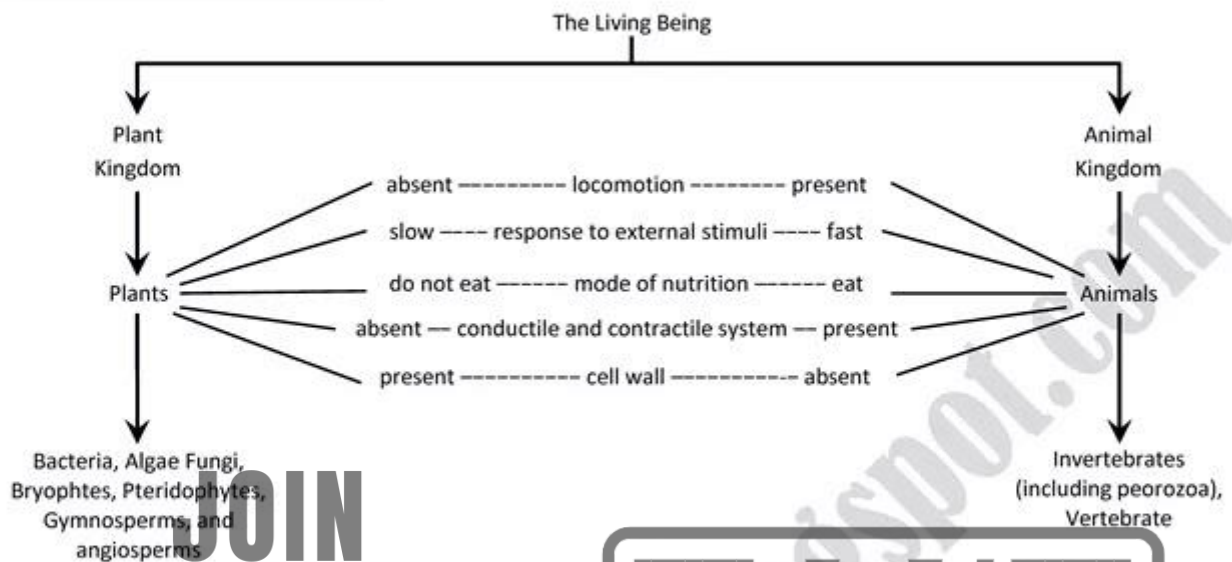 The Living Being
Plant
Kingdom
Animal
Kingdom
absent --------- locomotion -------- present
slow ---- response to external stimuli ---- fast
Plants
do not eat ------ mode of nutrition ------ eat
Animals
absent -- conductile and contractile system -- present
present ----------- cell wall ----------- absent
Bacteria, Algae Fungi,
Bryophtes, Pteridophytes,
Gymnosperms, and
angiosperms
Invertebrates
(including peorozoa),
Vertebrate
JOIN
spot.com